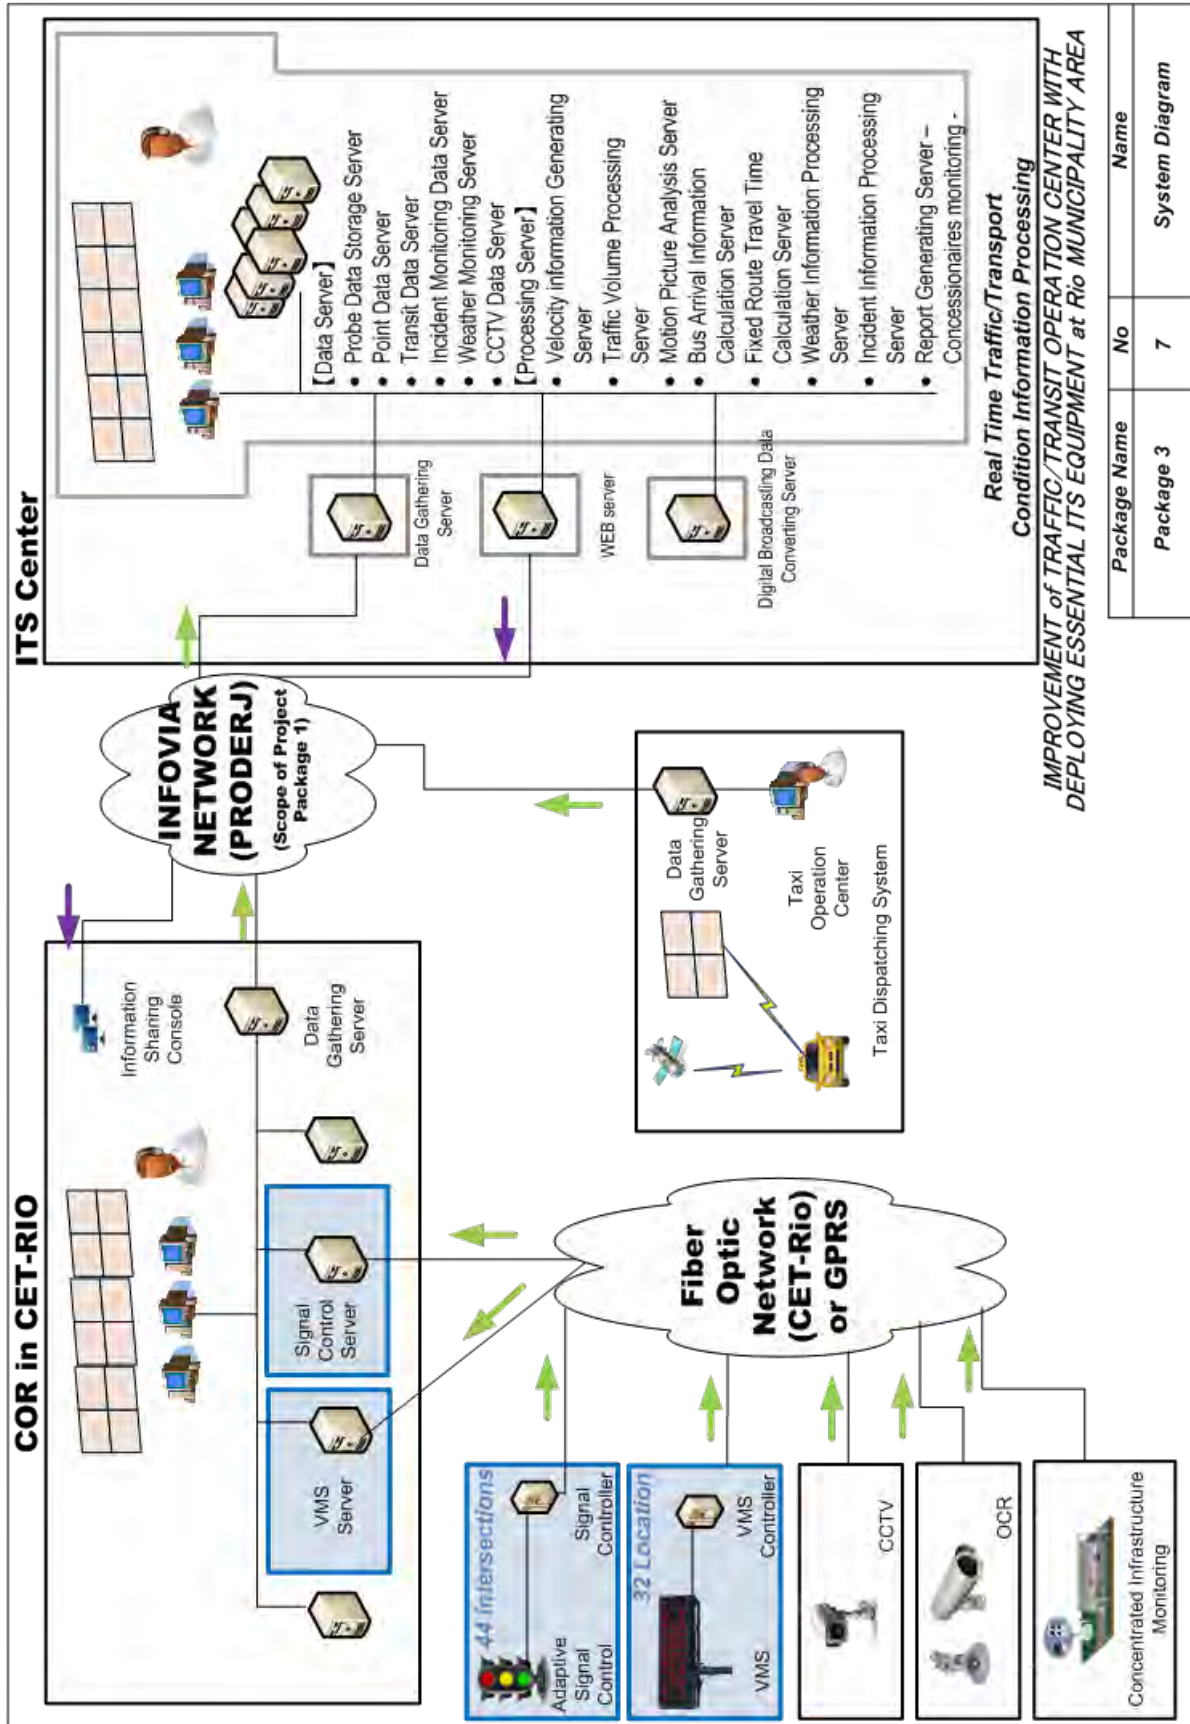 COR in CET-RIO
Information
Sharing
Console
Data
Gathering
Server
Signal
Control
Server
VMS
Server
44 Intersections
Adaptive
Signal
Control
Signal
Controller
32 Location
VMS
VMS
Controller
CCTV
OCR
Concentrated Infrastructure
Monitoring
Fiber
Optic
Network
(CET-Rio)
or GPRS
INFOVIA
NETWORK
(PRODERJ)
(Scope of Project
Package 1)
Data
Gathering
Server
Taxi
Operation
Center
Taxi Dispatching System
ITS Center
Data Gathering
Server
WEB server
Digital Broadcasting Data
Converting Server
【Data Server】
• Probe Data Storage Server
• Point Data Server
• Transit Data Server
• Incident Monitoring Data Server
• Weather Monitoring Server
• CCTV Data Server
【Processing Server】
• Velocity Information Generating
Server
• Traffic Volume Processing
Server
• Motion Picture Analysis Server
• Bus Arrival Information
Calculation Server
• Fixed Route Travel Time
Calculation Server
• Weather Information Processing
Server
• Incident Information Processing
Server
• Report Generating Server –
Concessionaires monitoring -
Real Time Traffic/Transport
Condition Information Processing
IMPROVEMENT of TRAFFIC/TRANSIT OPERATION CENTER WITH
DEPLOYING ESSENTIAL ITS EQUIPMENT at Rio MUNICIPALITY AREA
Package Name No Name
Package 3 7 System Diagram